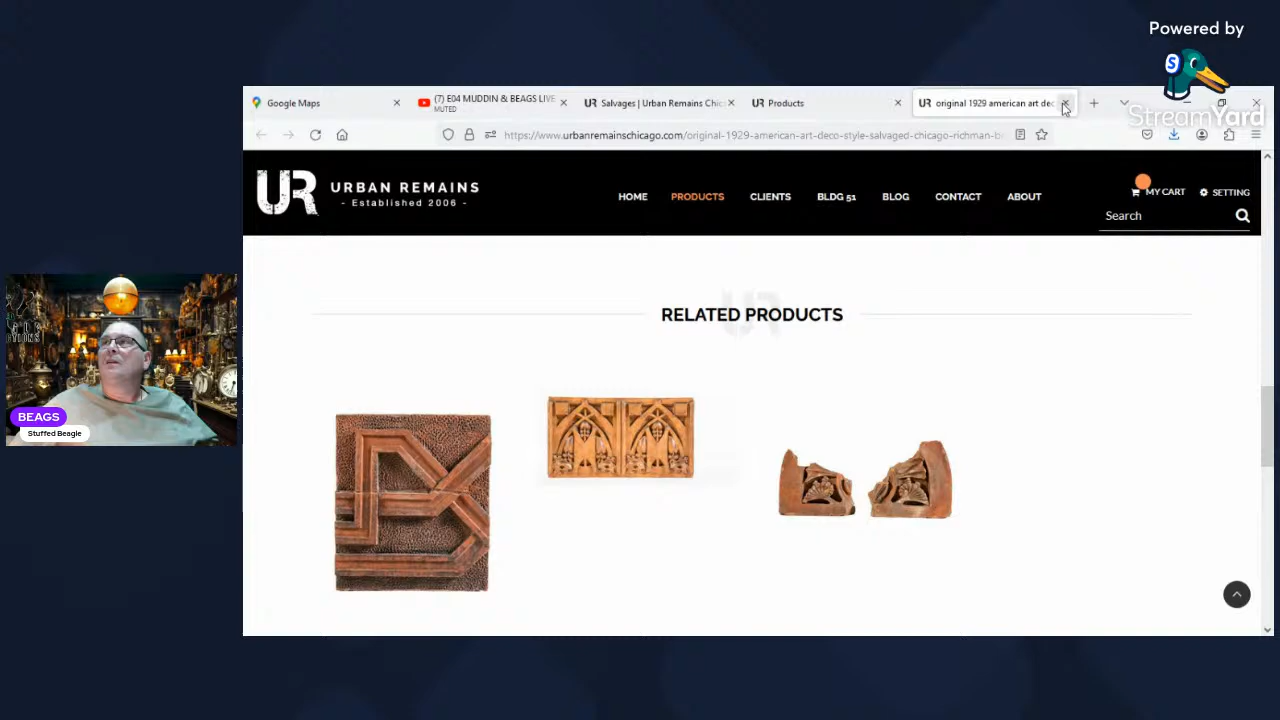 Powered by
StreamYard
Google Maps
(7) E04 MUDDIN & BEAGS LIVE
MUTED
Salvages | Urban Remains Chic
Products
original 1929 american art dec
https://www.urbanremainschicago.com/original-1929-american-art-deco-style-salvaged-chicago-richman-b
UR URBAN REMAINS
- Established 2006 -
HOME
PRODUCTS
CLIENTS
BLDG 51
BLOG
CONTACT
ABOUT
MY CART
SETTING
Search
RELATED PRODUCTS
BEAGS
Stuffed Beagle